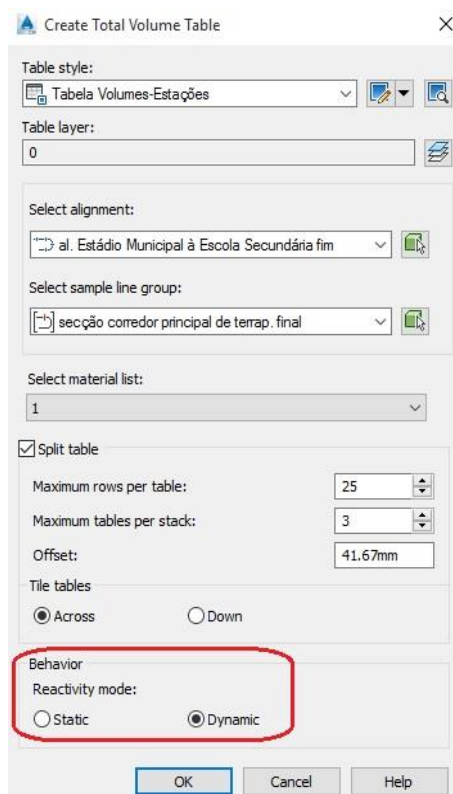 Create Total Volume Table
Table style:
Tabela Volumes-Estações
Table layer:
0
Select alignment:
al. Estádio Municipal à Escola Secundária fim
Select sample line group:
secção corredor principal de terrap. final
Select material list:
1
Split table
Maximum rows per table:
25
Maximum tables per stack:
3
Offset:
41.67mm
Tile tables
Across Down
Behavior
Reactivity mode:
Static Dynamic
OK Cancel Help